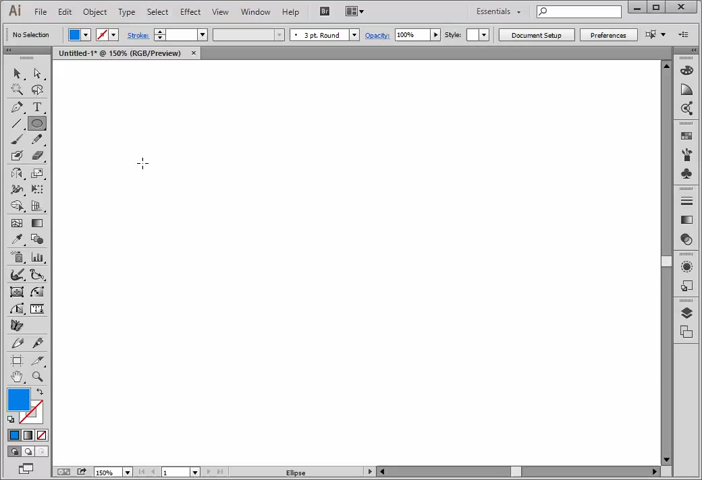 Ai File Edit Object Type Select Effect View Window Help Br Essentials
No Selection Stroke: 3 pt. Round Opacity: 100% Style: Document Setup Preferences
Untitled-1* @ 150% (RGB/Preview) ×
T
150% 1 Ellipse